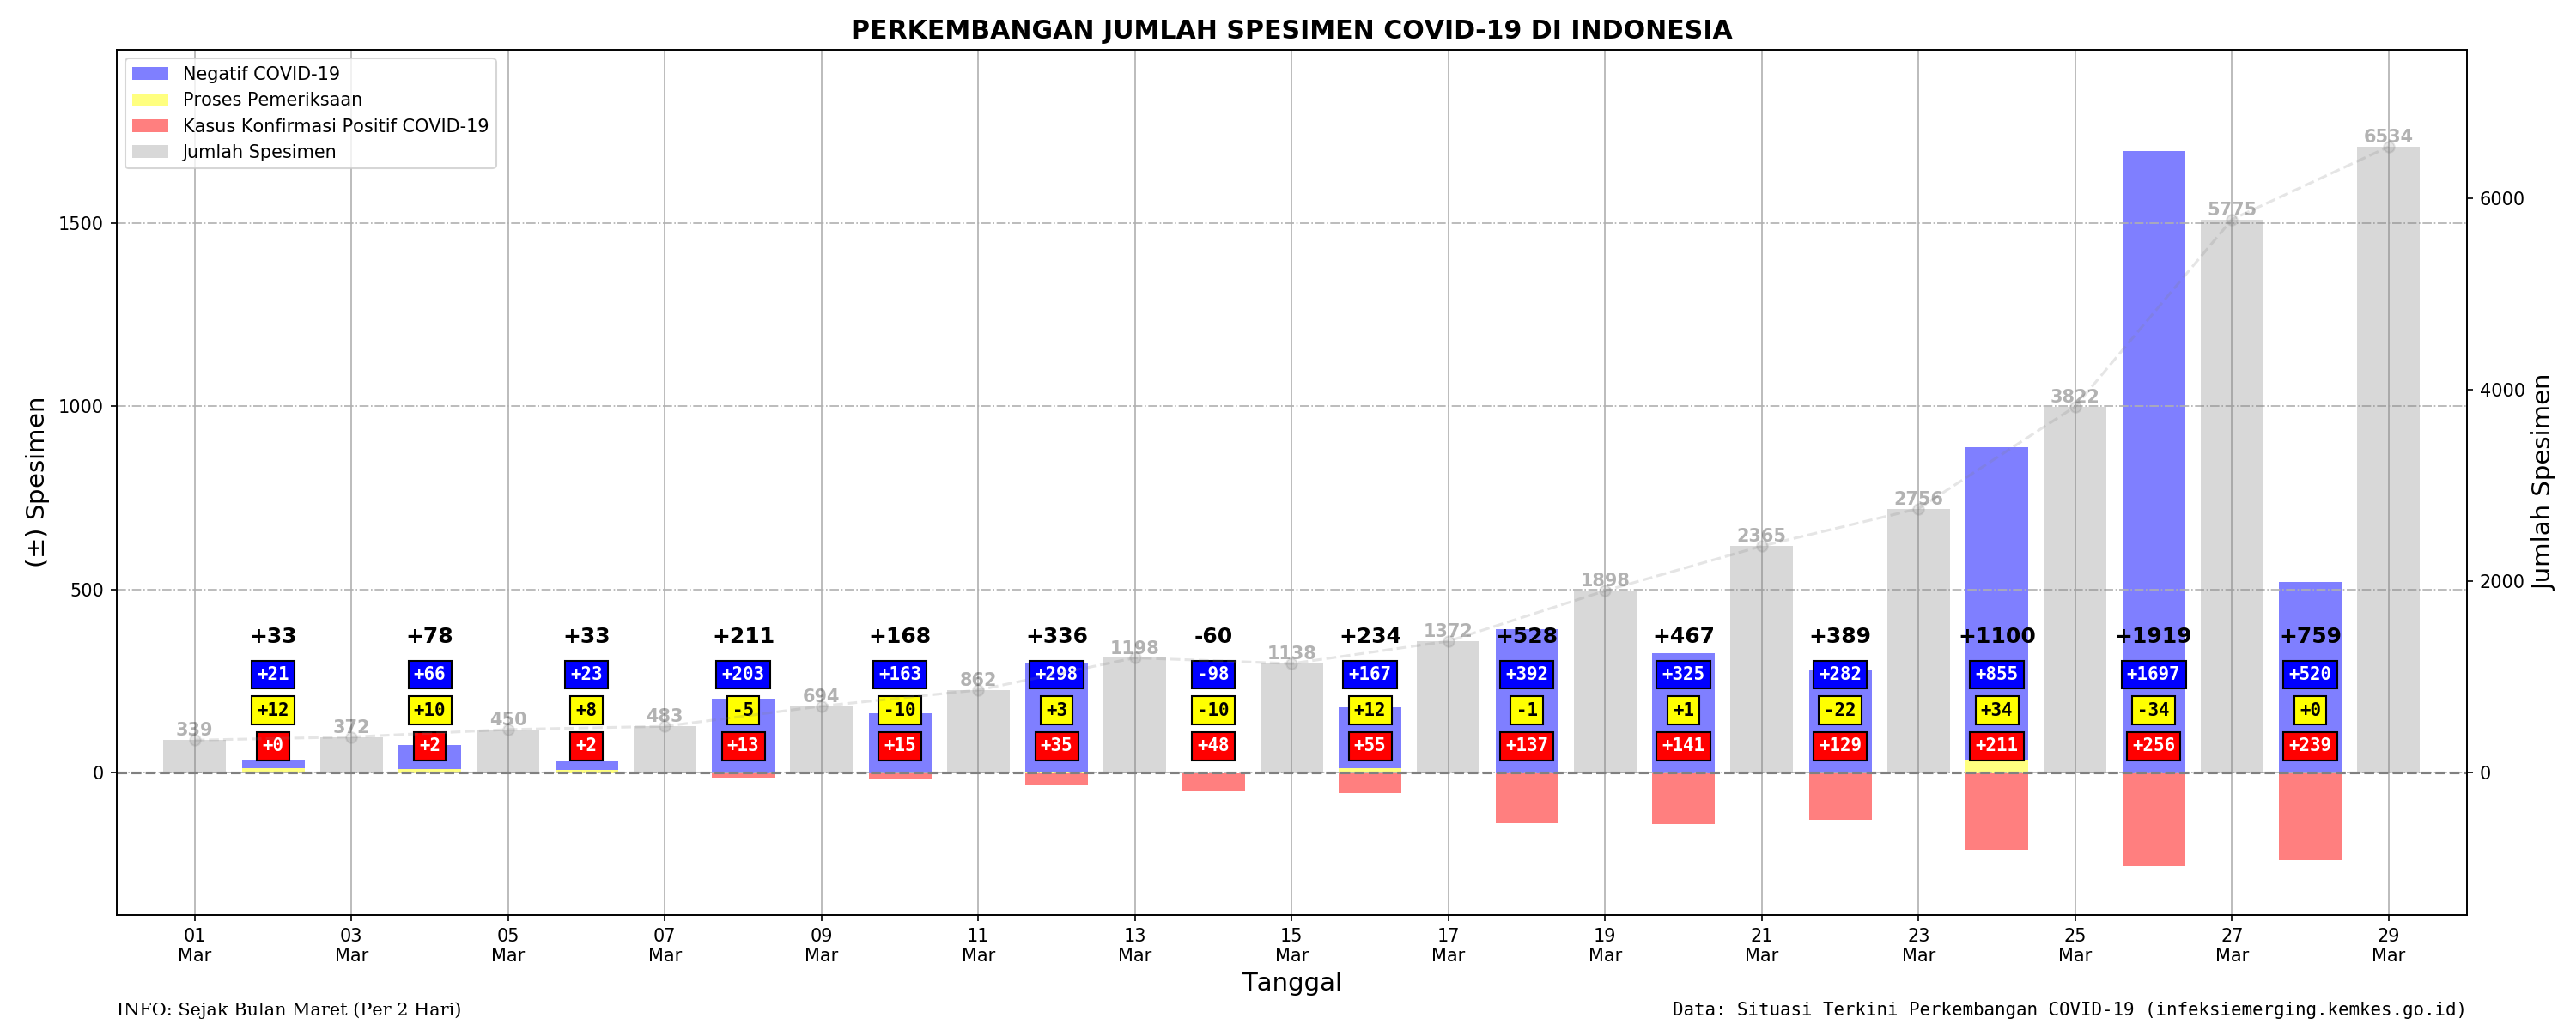 PERKEMBANGAN JUMLAH SPESIMEN COVID-19 DI INDONESIA
Negatif COVID-19
Proses Pemeriksaan
Kasus Konfirmasi Positif COVID-19
Jumlah Spesimen
(±) Spesimen
1500
1000
500
0
6000
4000
2000
0
Jumlah Spesimen
339 372 450 483 694 862 1198 1138 1372 1898 2365 2756 3822 5775 6534
+33 +78 +33 +211 +168 +336 -60 +234 +528 +467 +389 +1100 +1919 +759
+21 +66 +23 +203 +163 +298 -98 +167 +392 +325 +282 +855 +1697 +520
+12 +10 +8 -5 -10 +3 -10 +12 -1 +1 -22 +34 -34 +0
+0 +2 +2 +13 +15 +35 +48 +55 +137 +141 +129 +211 +256 +239
01 03 05 07 09 11 13 15 17 19 21 23 25 27 29
Mar Mar Mar Mar Mar Mar Mar Mar Mar Mar Mar Mar Mar Mar Mar
Tanggal
INFO: Sejak Bulan Maret (Per 2 Hari)
Data: Situasi Terkini Perkembangan COVID-19 (infeksiemerging.kemkes.go.id)